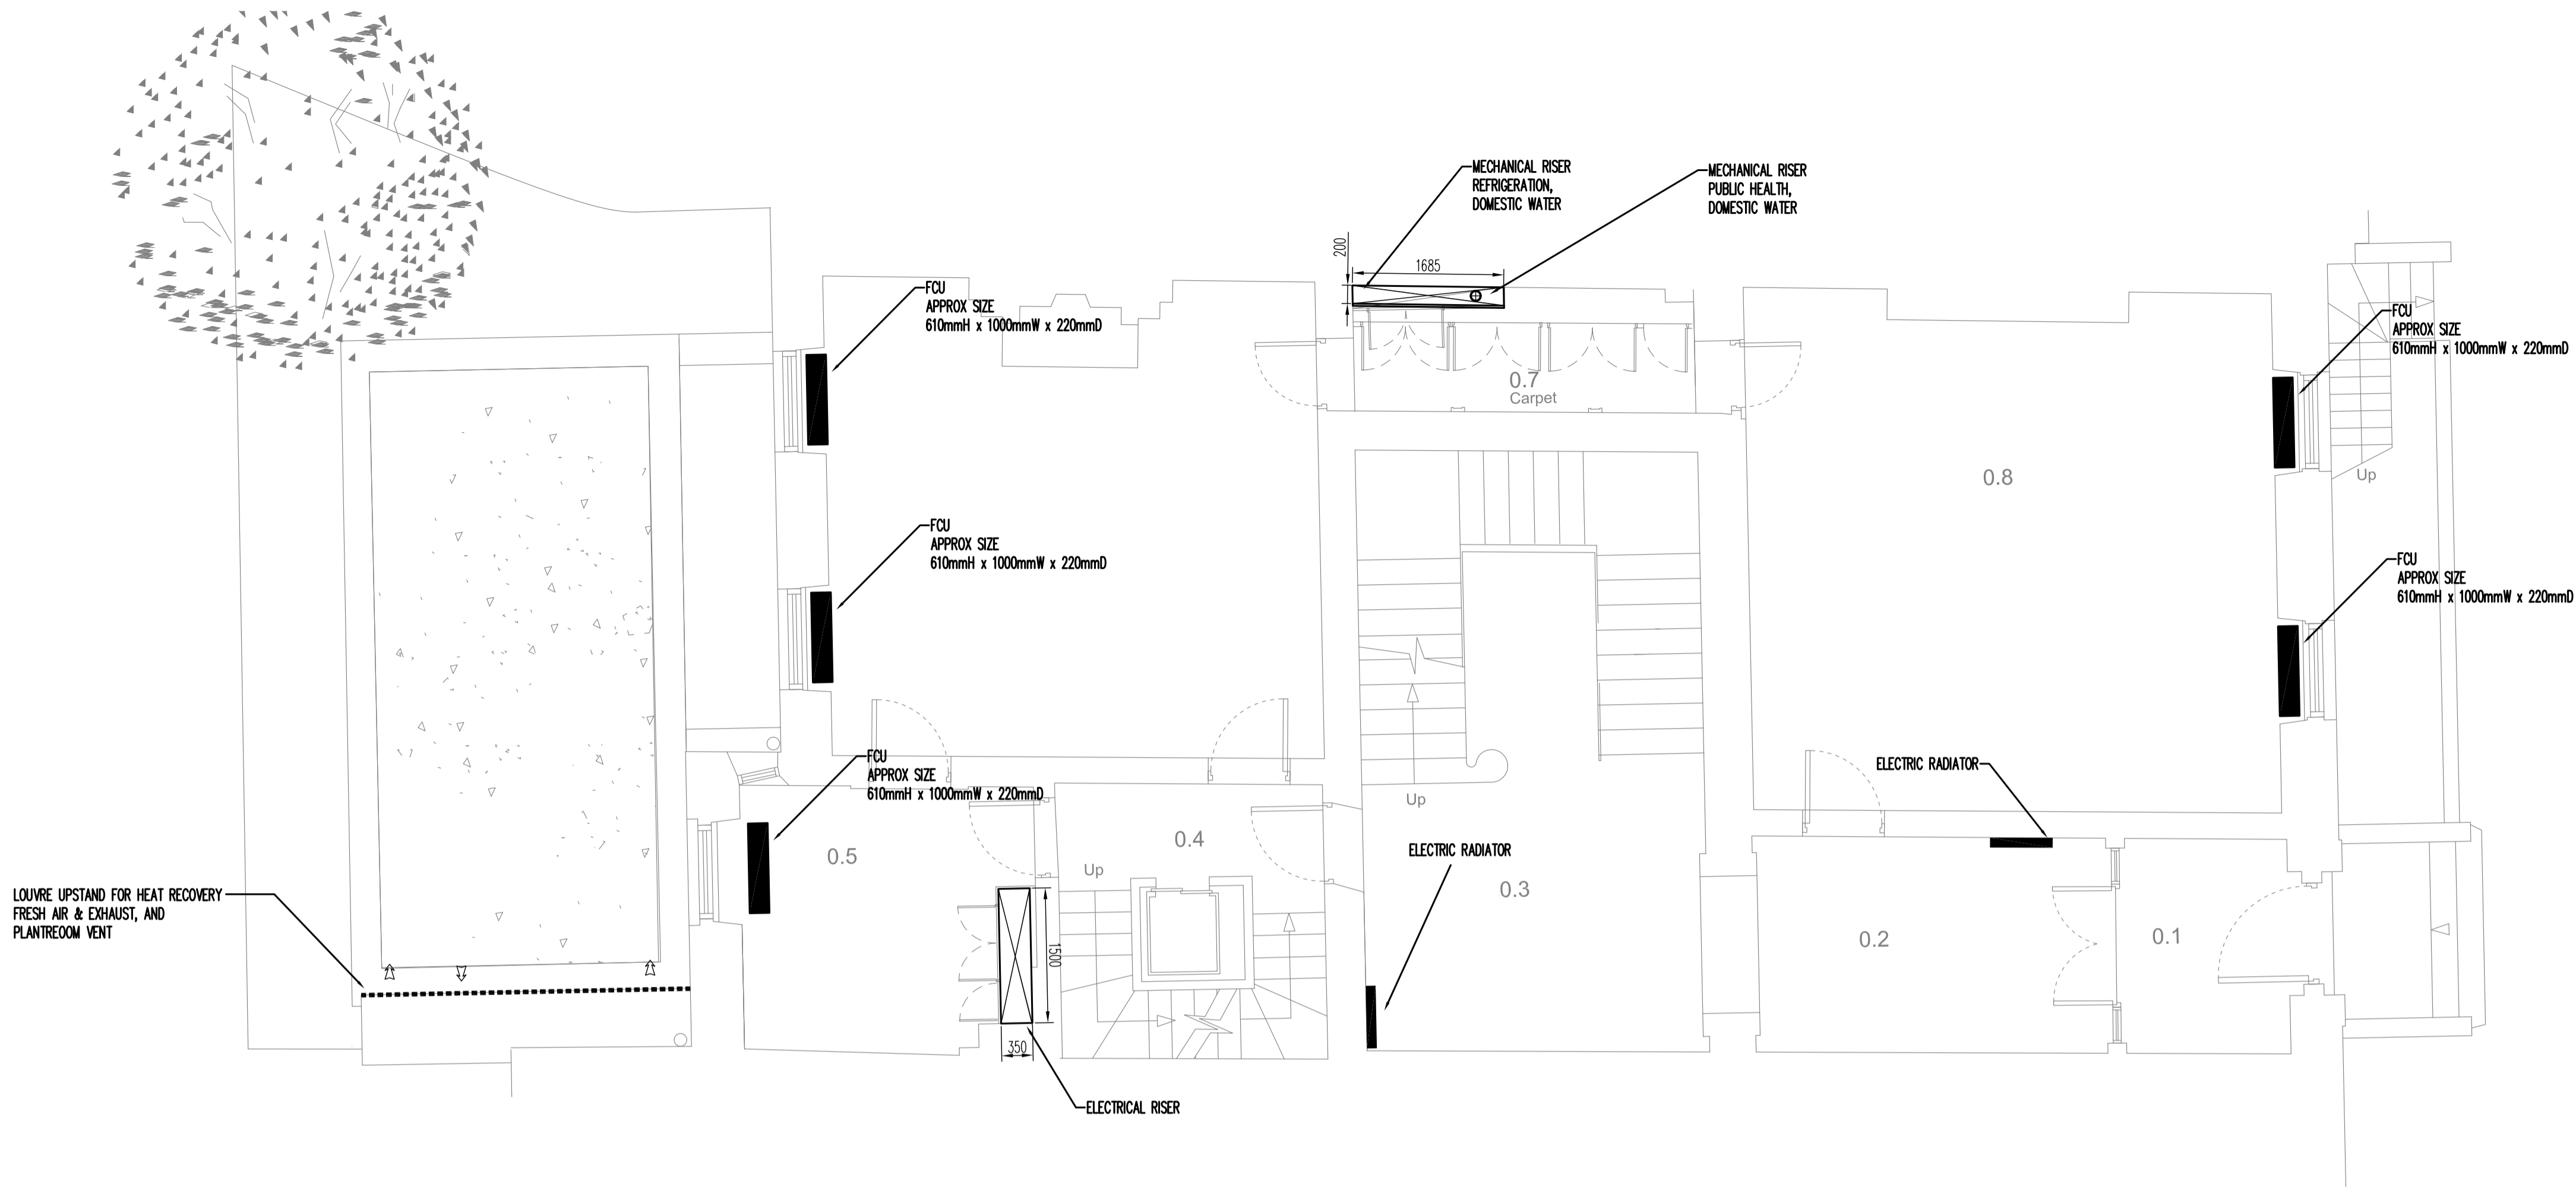 MECHANICAL RISER
REFRIGERATION,
DOMESTIC WATER
MECHANICAL RISER
PUBLIC HEALTH,
DOMESTIC WATER
200
1685
FCU
APPROX SIZE
610mmH x 1000mmW x 220mmD
FCU
APPROX SIZE
610mmH x 1000mmW x 220mmD
0.7
Carpet
0.8
Up
FCU
APPROX SIZE
610mmH x 1000mmW x 220mmD
FCU
APPROX SIZE
610mmH x 1000mmW x 220mmD
FCU
APPROX SIZE
610mmH x 1000mmW x 220mmD
ELECTRIC RADIATOR
Up
0.4
0.5
Up
ELECTRIC RADIATOR
0.3
LOUVRE UPSTAND FOR HEAT RECOVERY
FRESH AIR & EXHAUST, AND
PLANTREOOM VENT
1500
0.2
0.1
350
ELECTRICAL RISER